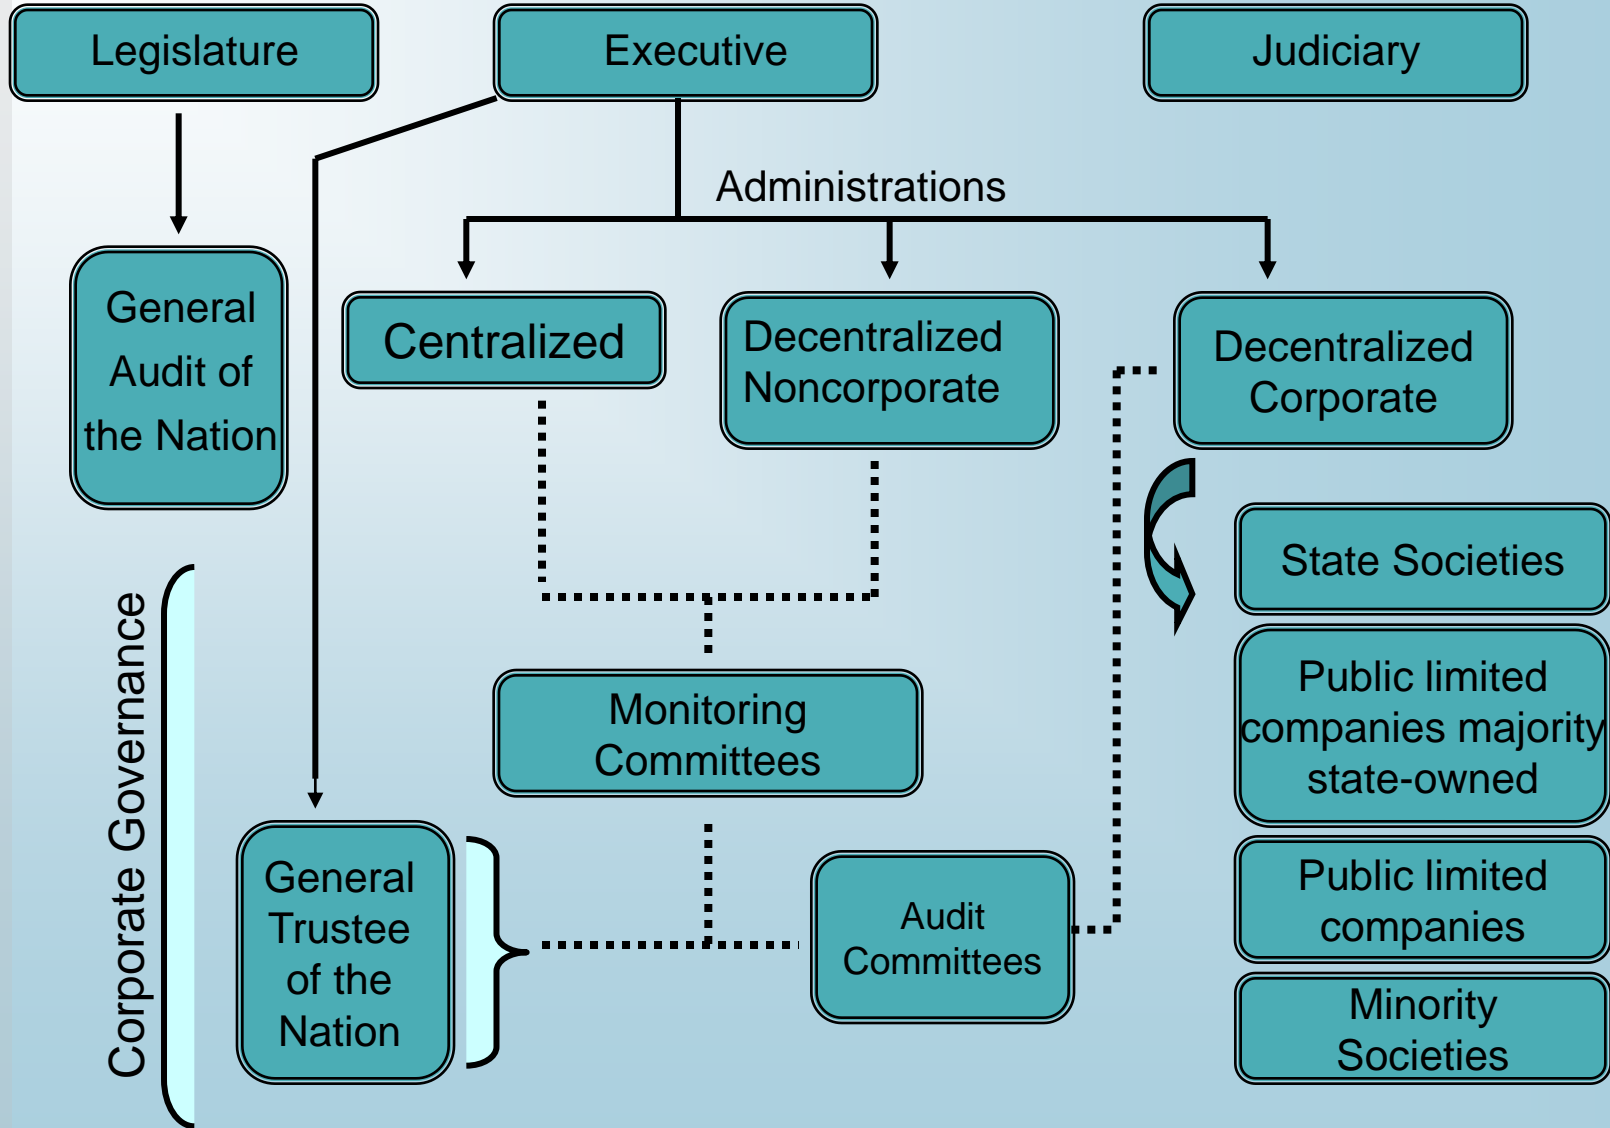 Legislature
Executive
Judiciary
Administrations
General
Audit of
the Nation
Centralized
Decentralized
Noncorporate
Decentralized
Corporate
State Societies
Public limited
companies majority
state-owned
Public limited
companies
Minority
Societies
Monitoring
Committees
Audit
Committees
General
Trustee
of the
Nation
Corporate Governance